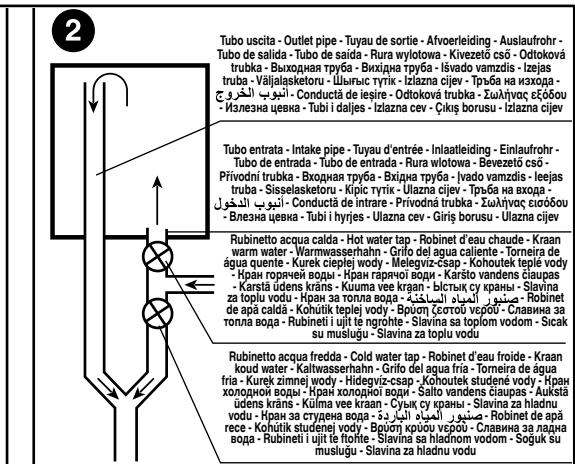 2
Tubo uscita - Outlet pipe - Tuyau de sortie - Afvoerleiding - Auslaufrohr -
Tubo de salida - Tubo de saída - Rura wylotowa - Kivezető cső - Odtoková
trubka - Выходная труба - Вихідна труба - Išvado vamzdis - Izejas
truba - Väljalasketoru - Шығыс түтік - Izlazna cijev - Тръба на изхода -
أنبوب الخروج - Conductă de ieşire - Odtoková trubka - Σωλήνας εξόδου
- Излезна цевка - Tubi i daljes - Izlazna cev - Çıkış borusu - Izlazna cijev
Tubo entrata - Intake pipe - Tuyau d'entrée - Inlaatleiding - Einlaufrohr -
Tubo de entrada - Tubo de entrada - Rura wlotowa - Bevezető cső -
Přívodní trubka - Входная труба - Вхідна труба - Įvado vamzdis - Ieejas
truba - Sisselasketoru - Кіріс түтік - Ulazna cijev - Тръба на входа -
أنبوب الدخول - Conductă de intrare - Prívodná trubka - Σωλήνας εισόδου
- Влезна цевка - Tubi i hyrjes - Ulazna cev - Giriş borusu - Ulazna cijev
Rubinetto acqua calda - Hot water tap - Robinet d'eau chaude - Kraan
warm water - Warmwasserhahn - Grifo del agua caliente - Torneira de
água quente - Kurek ciepłej wody - Melegvíz-csap - Kohoutek teplé vody
- Кран горячей воды - Кран гарячої води - Karšto vandens čiaupas
- Karstā ūdens krāns - Kuuma vee kraan - Ыстық су краны - Slavina
za toplu vodu - Кран за топла вода - صنبور المياه الساخنة - Robinet
de apă caldă - Kohútik teplej vody - Βρύση ζεστού νερού - Славина за
топла вода - Rubineti i ujit të ngrohtë - Slavina sa toplom vodom - Sıcak
su musluğu - Slavina za toplu vodu
Rubinetto acqua fredda - Cold water tap - Robinet d'eau froide - Kraan
koud water - Kaltwasserhahn - Grifo del agua fría - Torneira de água
fria - Kurek zimnej wody - Hidegvíz-csap - Kohoutek studené vody - Кран
холодной воды - Кран холодної води - Šalto vandens čiaupas - Aukstā
ūdens krāns - Külma vee kraan - Суық су краны - Slavina za hladnu
vodu - Кран за студена вода - صنبور المياه الباردة - Robinet de apă
rece - Kohútik studenej vody - Βρύση κρύου νερού - Славина за ладна
вода - Rubineti i ujit të ftohtë - Slavina sa hladnom vodom - Soğuk su
musluğu - Slavina za hladnu vodu